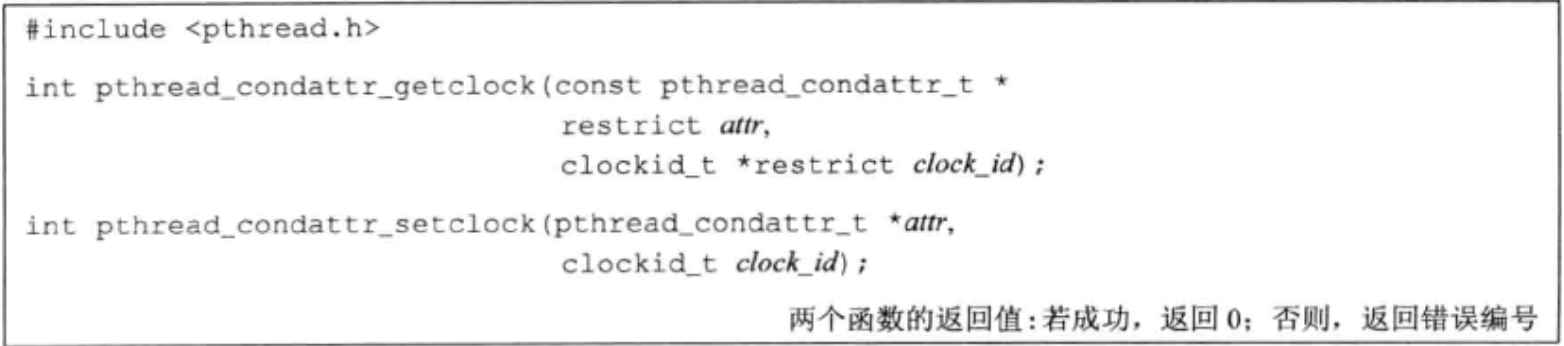 #include <pthread.h>
int pthread_condattr_getclock(const pthread_condattr_t *
restrict attr,
clockid_t *restrict clock_id);
int pthread_condattr_setclock(pthread_condattr_t *attr,
clockid_t clock_id);
两个函数的返回值:若成功，返回 0；否则，返回错误编号